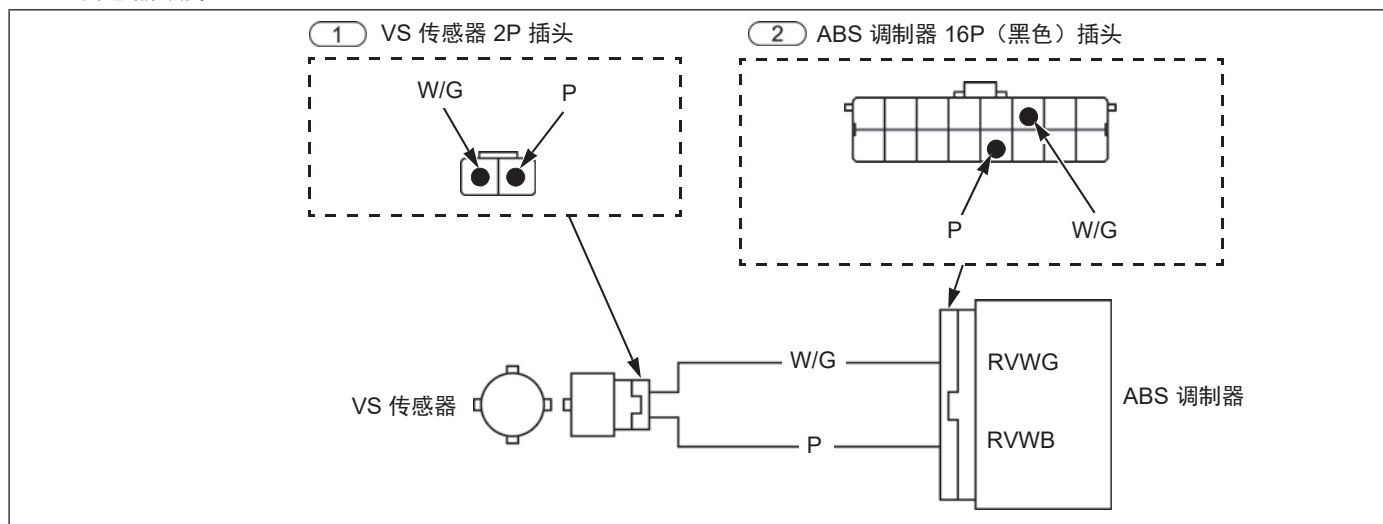 1 VS 传感器 2P 插头
2 ABS 调制器 16P（黑色）插头
W/G P
P W/G
W/G
RVWG
VS 传感器
ABS 调制器
P
RVWB